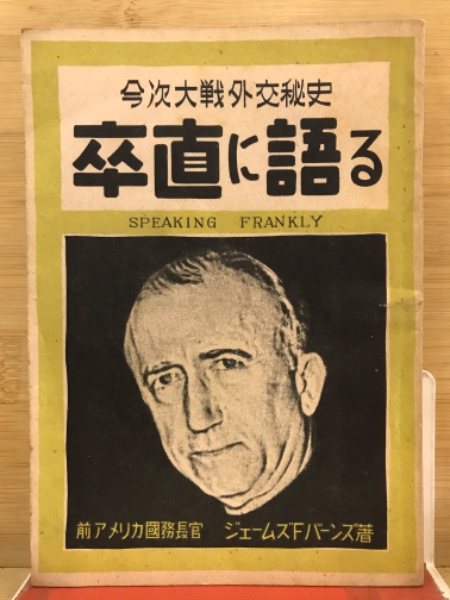 今次大戦外交秘史
卒直に語る
SPEAKING FRANKLY
前アメリカ國務長官 ジェームズFバーンズ著